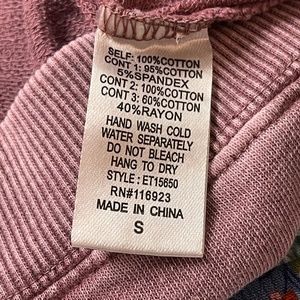 SELF: 100%COTTON
CONT 1: 95%COTTON
5%SPANDEX
CONT 2: 100%COTTON
CONT 3: 60%COTTON
40%RAYON
HAND WASH COLD
WATER SEPARATELY
DO NOT BLEACH
HANG TO DRY
STYLE : ET15650
RN#116923
MADE IN CHINA
S